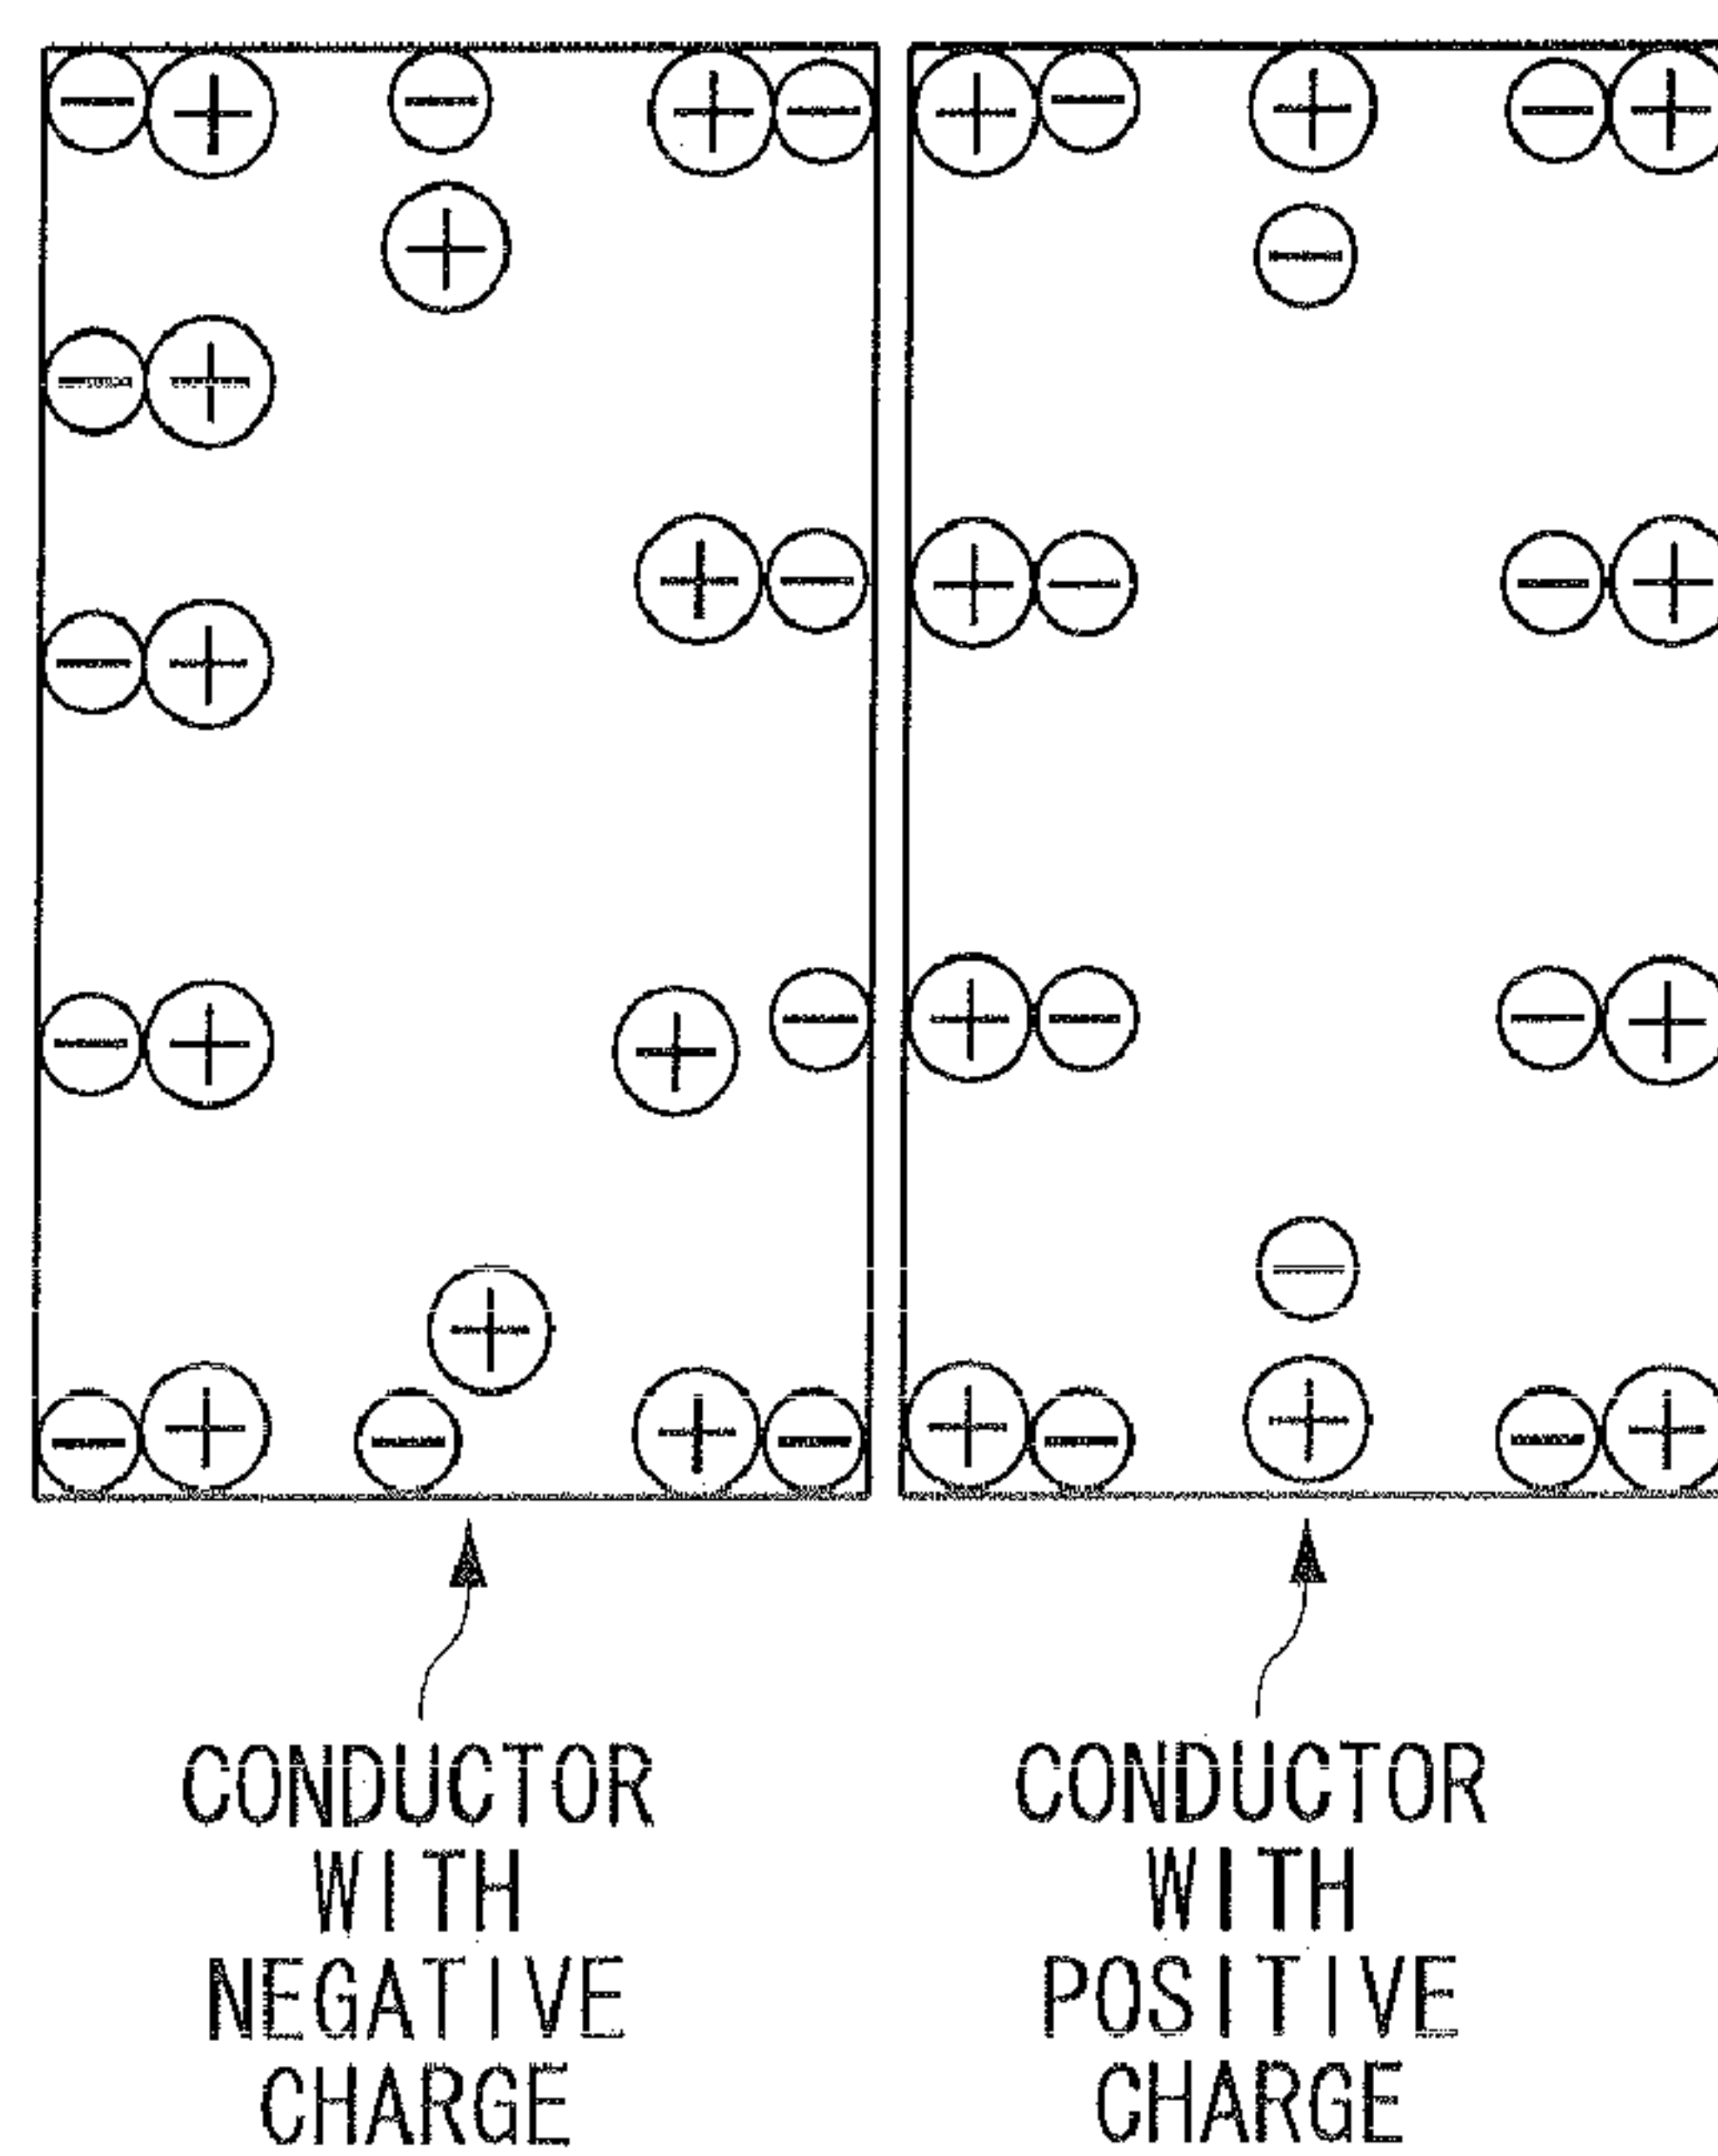 CONDUCTOR
WITH
NEGATIVE
CHARGE
CONDUCTOR
WITH
POSITIVE
CHARGE